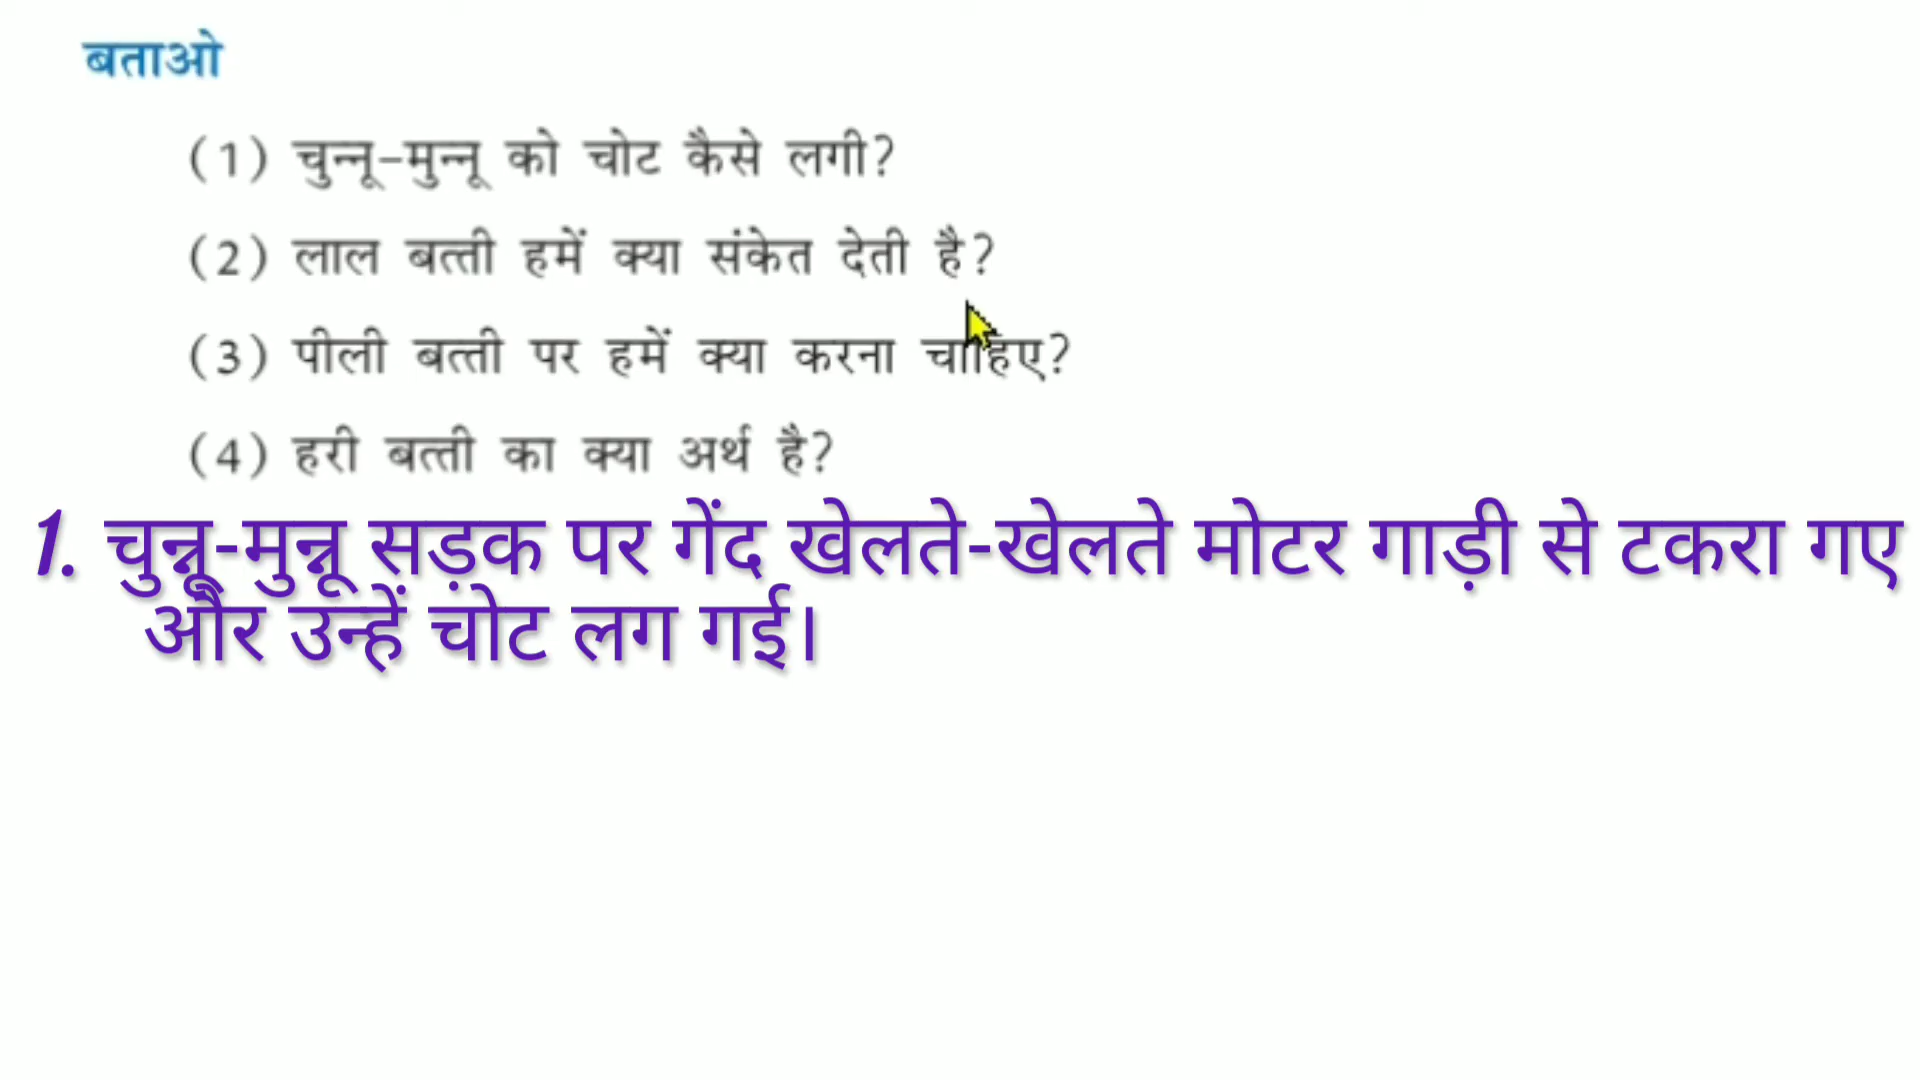 बताओ
(1) चुन्नू-मुन्नू को चोट कैसे लगी?
(2) लाल बत्ती हमें क्या संकेत देती है?
(3) पीली बत्ती पर हमें क्या करना चाहिए?
(4) हरी बत्ती का क्या अर्थ है?
1. चुन्नू-मुन्नू सड़क पर गेंद खेलते-खेलते मोटर गाड़ी से टकरा गए
और उन्हें चोट लग गई।